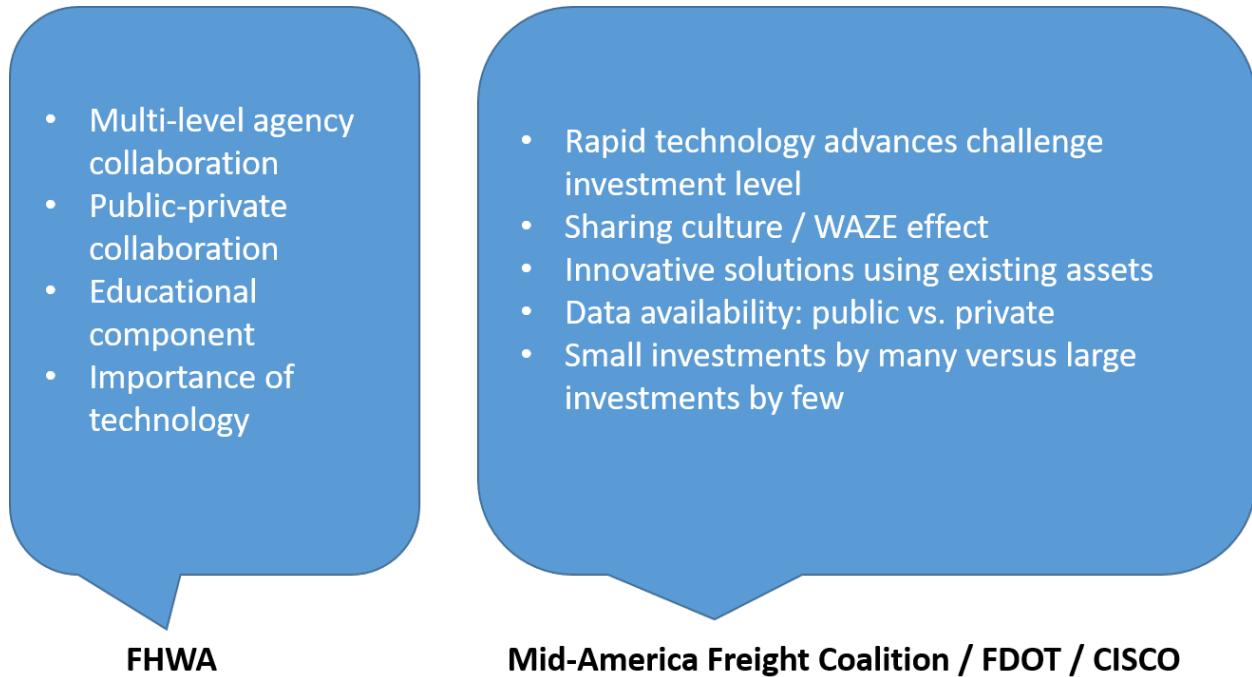 • Multi-level agency
collaboration
• Public-private
collaboration
• Educational
component
• Importance of
technology
FHWA
• Rapid technology advances challenge
investment level
• Sharing culture / WAZE effect
• Innovative solutions using existing assets
• Data availability: public vs. private
• Small investments by many versus large
investments by few
Mid-America Freight Coalition / FDOT / CISCO